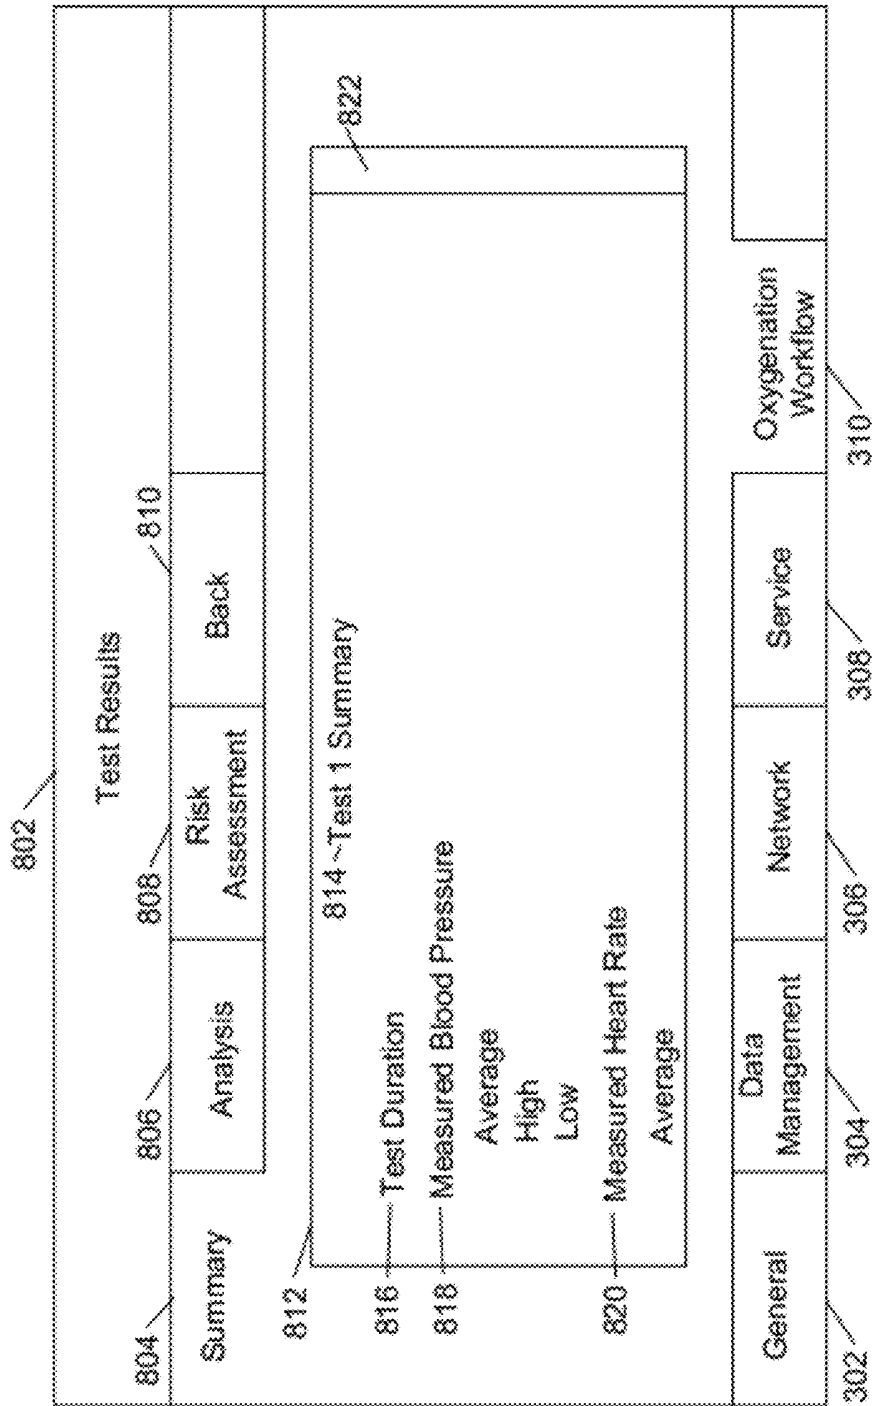 802
Test Results
804
806
808
810
Summary
Analysis
Risk
Assessment
Back
812
822
814~Test 1 Summary
816
Test Duration
818
Measured Blood Pressure
Average
High
Low
820
Measured Heart Rate
Average
General
Data
Management
Network
Service
Oxygenation
Workflow
302
304
306
308
310